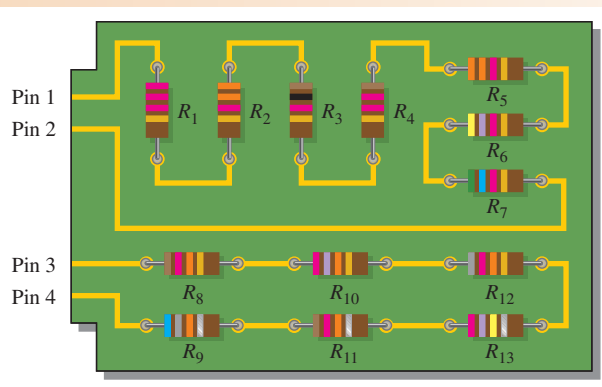 Pin 1
Pin 2
R1
R2
R3
R4
R5
R6
R7
Pin 3
Pin 4
R8
R10
R12
R9
R11
R13